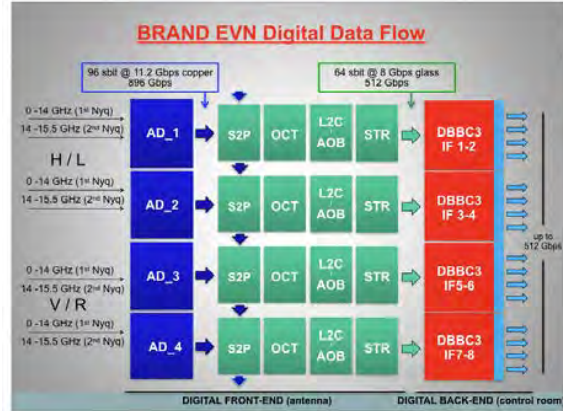 BRAND EVN Digital Data Flow
96 sbit @ 11.2 Gbps copper
896 Gbps
64 sbit @ 8 Gbps glass
512 Gbps
0 -14 GHz (1st Nyq)
14 -15.5 GHz (2nd Nyq)
H / L
0 -14 GHz (1st Nyq)
14 -15.5 GHz (2nd Nyq)
0 -14 GHz (1st Nyq)
14 -15.5 GHz (2nd Nyq)
V / R
0 -14 GHz (1st Nyq)
14 -15.5 GHz (2nd Nyq)
AD_1
S2P
OCT
L2C
AOB
STR
DBBC3
IF 1-2
AD_2
S2P
OCT
L2C
AOB
STR
DBBC3
IF 3-4
AD_3
S2P
OCT
L2C
AOB
STR
DBBC3
IF5-6
AD_4
S2P
OCT
L2C
AOB
STR
DBBC3
IF7-8
up to
512 Gbps
DIGITAL FRONT-END (antenna)
DIGITAL BACK-END (control room)